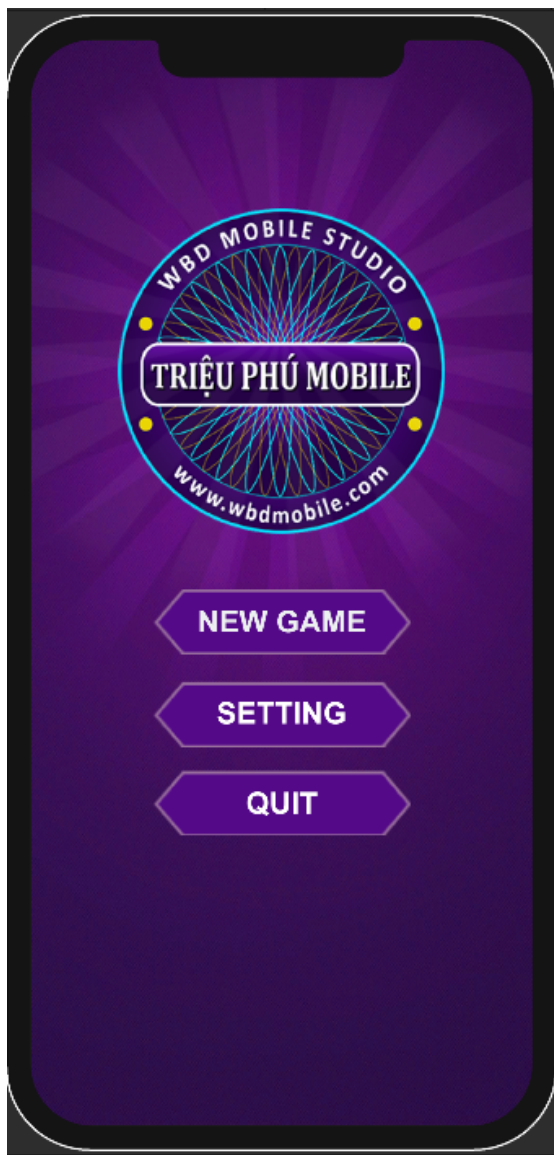 WBD MOBILE STUDIO
TRIỆU PHÚ MOBILE
www.wbdmobile.com
NEW GAME
SETTING
QUIT